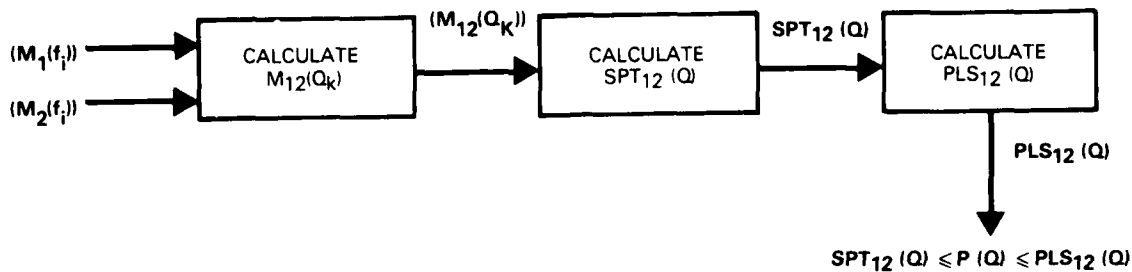 (M1(fi))
(M2(fi))
CALCULATE
M12(Qk)
(M12(QK))
CALCULATE
SPT12 (Q)
SPT12 (Q)
CALCULATE
PLS12 (Q)
PLS12 (Q)
SPT12 (Q) ⩽ P (Q) ⩽ PLS12 (Q)